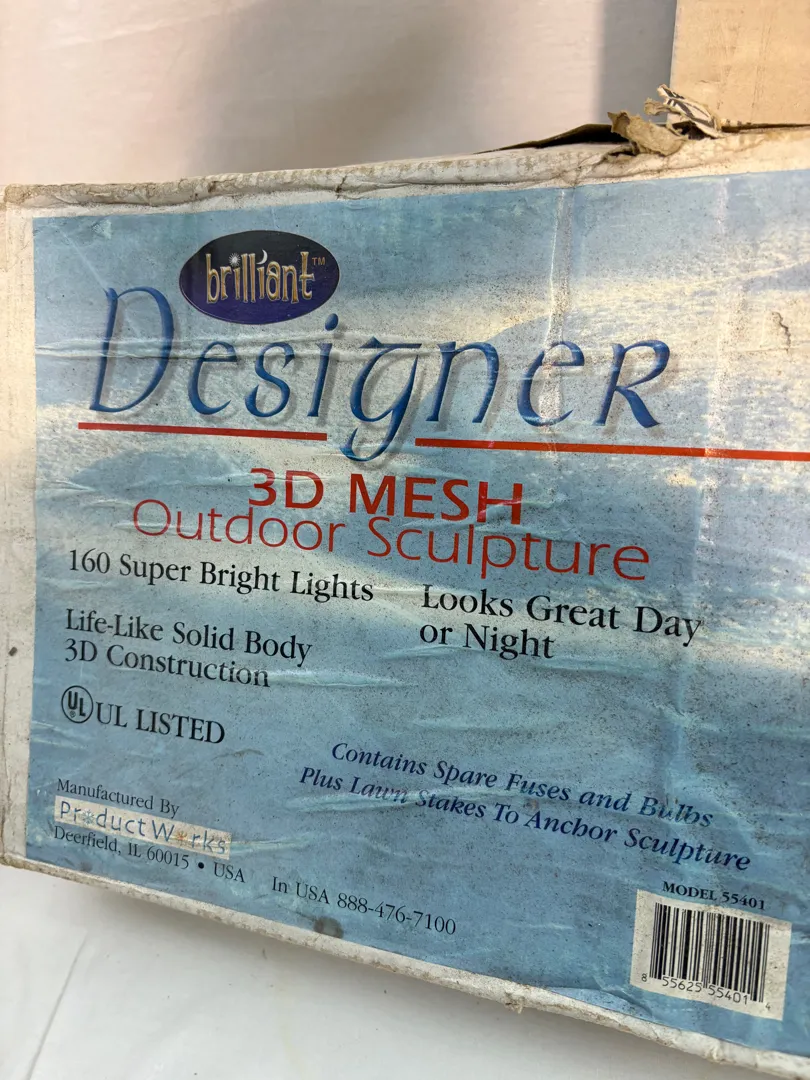 brilliant™
Designer
3D MESH
Outdoor Sculpture
160 Super Bright Lights
Looks Great Day
or Night
Life-Like Solid Body
3D Construction
UL UL LISTED
Contains Spare Fuses and Bulbs
Plus Lawn Stakes To Anchor Sculpture
Manufactured By
ProductWorks
Deerfield, IL 60015 • USA
In USA 888-476-7100
MODEL 55401
8 55625 55401 4